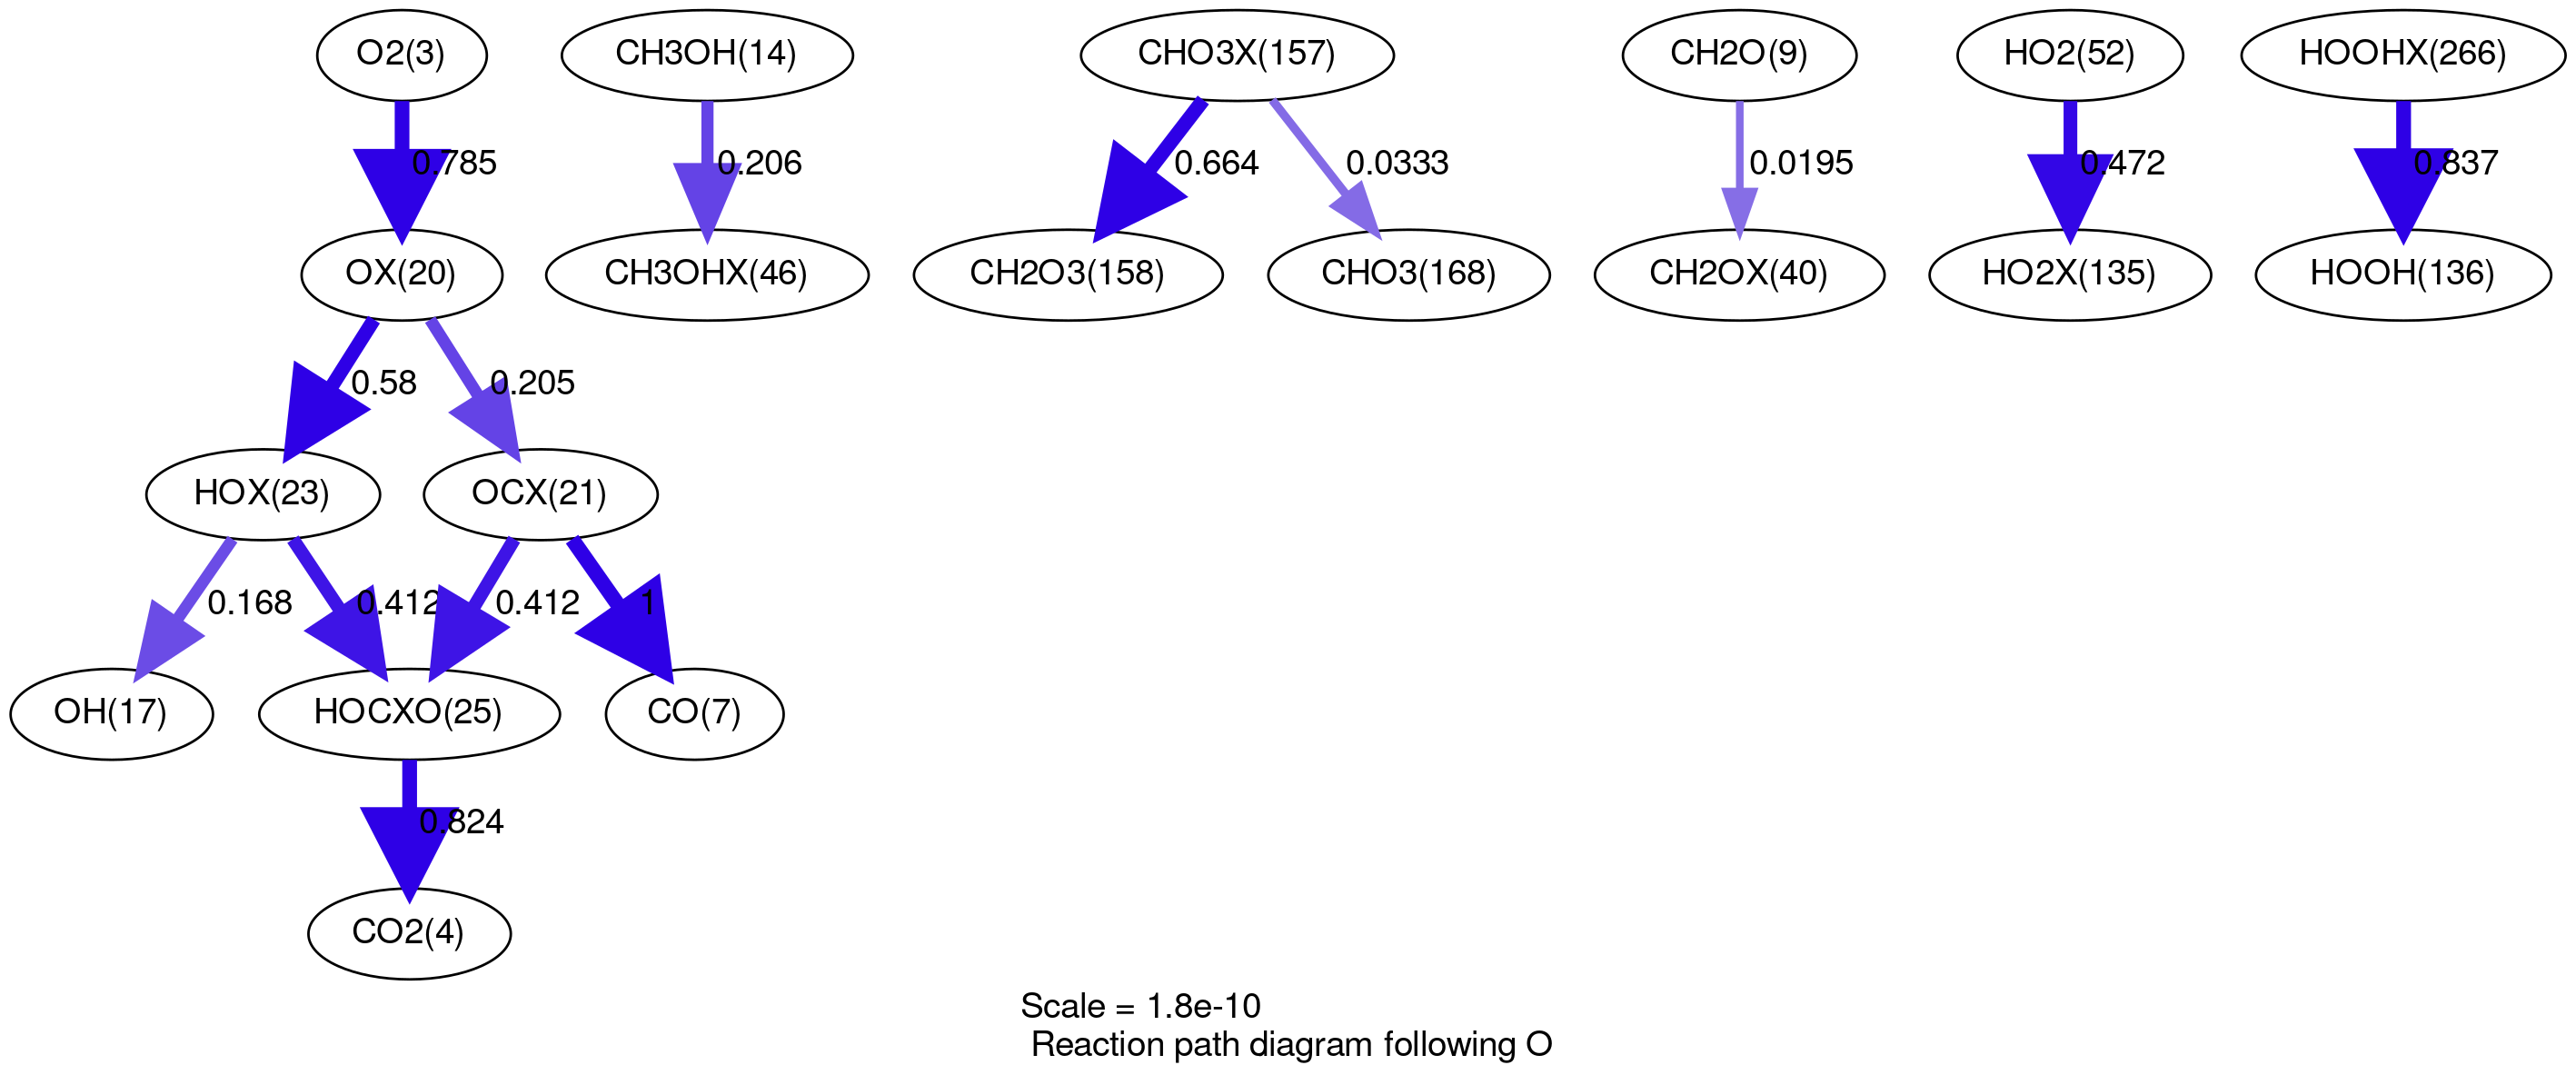 O2(3)
CH3OH(14)
CHO3X(157)
CH2O(9)
HO2(52)
HOOHX(266)
0.785
0.206
0.664
0.0333
0.0195
0.472
0.837
OX(20)
CH3OHX(46)
CH2O3(158)
CHO3(168)
CH2OX(40)
HO2X(135)
HOOH(136)
0.58
0.205
HOX(23)
OCX(21)
0.168
0.412
0.412
1
OH(17)
HOCXO(25)
CO(7)
0.824
CO2(4)
Scale = 1.8e-10
Reaction path diagram following O